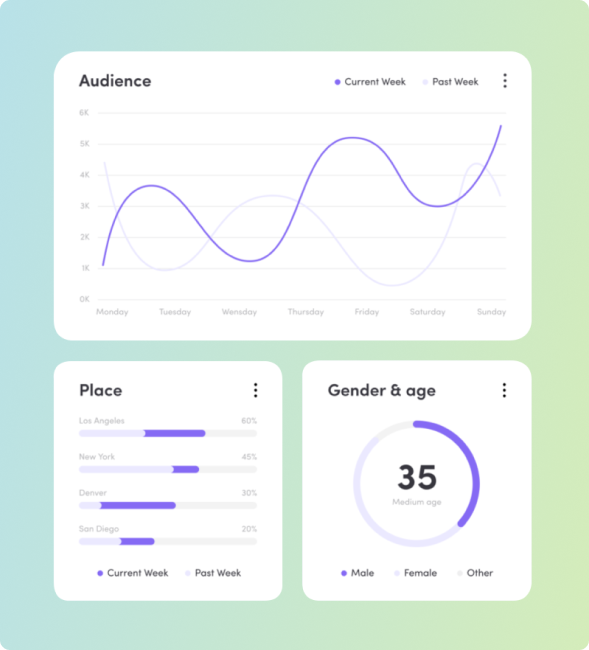 Audience
Current Week Past Week
6K
5K
4K
3K
2K
1K
0K
Monday Tuesday Wensday Thursday Friday Saturday Sunday
Place
Los Angeles 60%
New York 45%
Denver 30%
San Diego 20%
Current Week Past Week
Gender & age
35
Medium age
Male Female Other